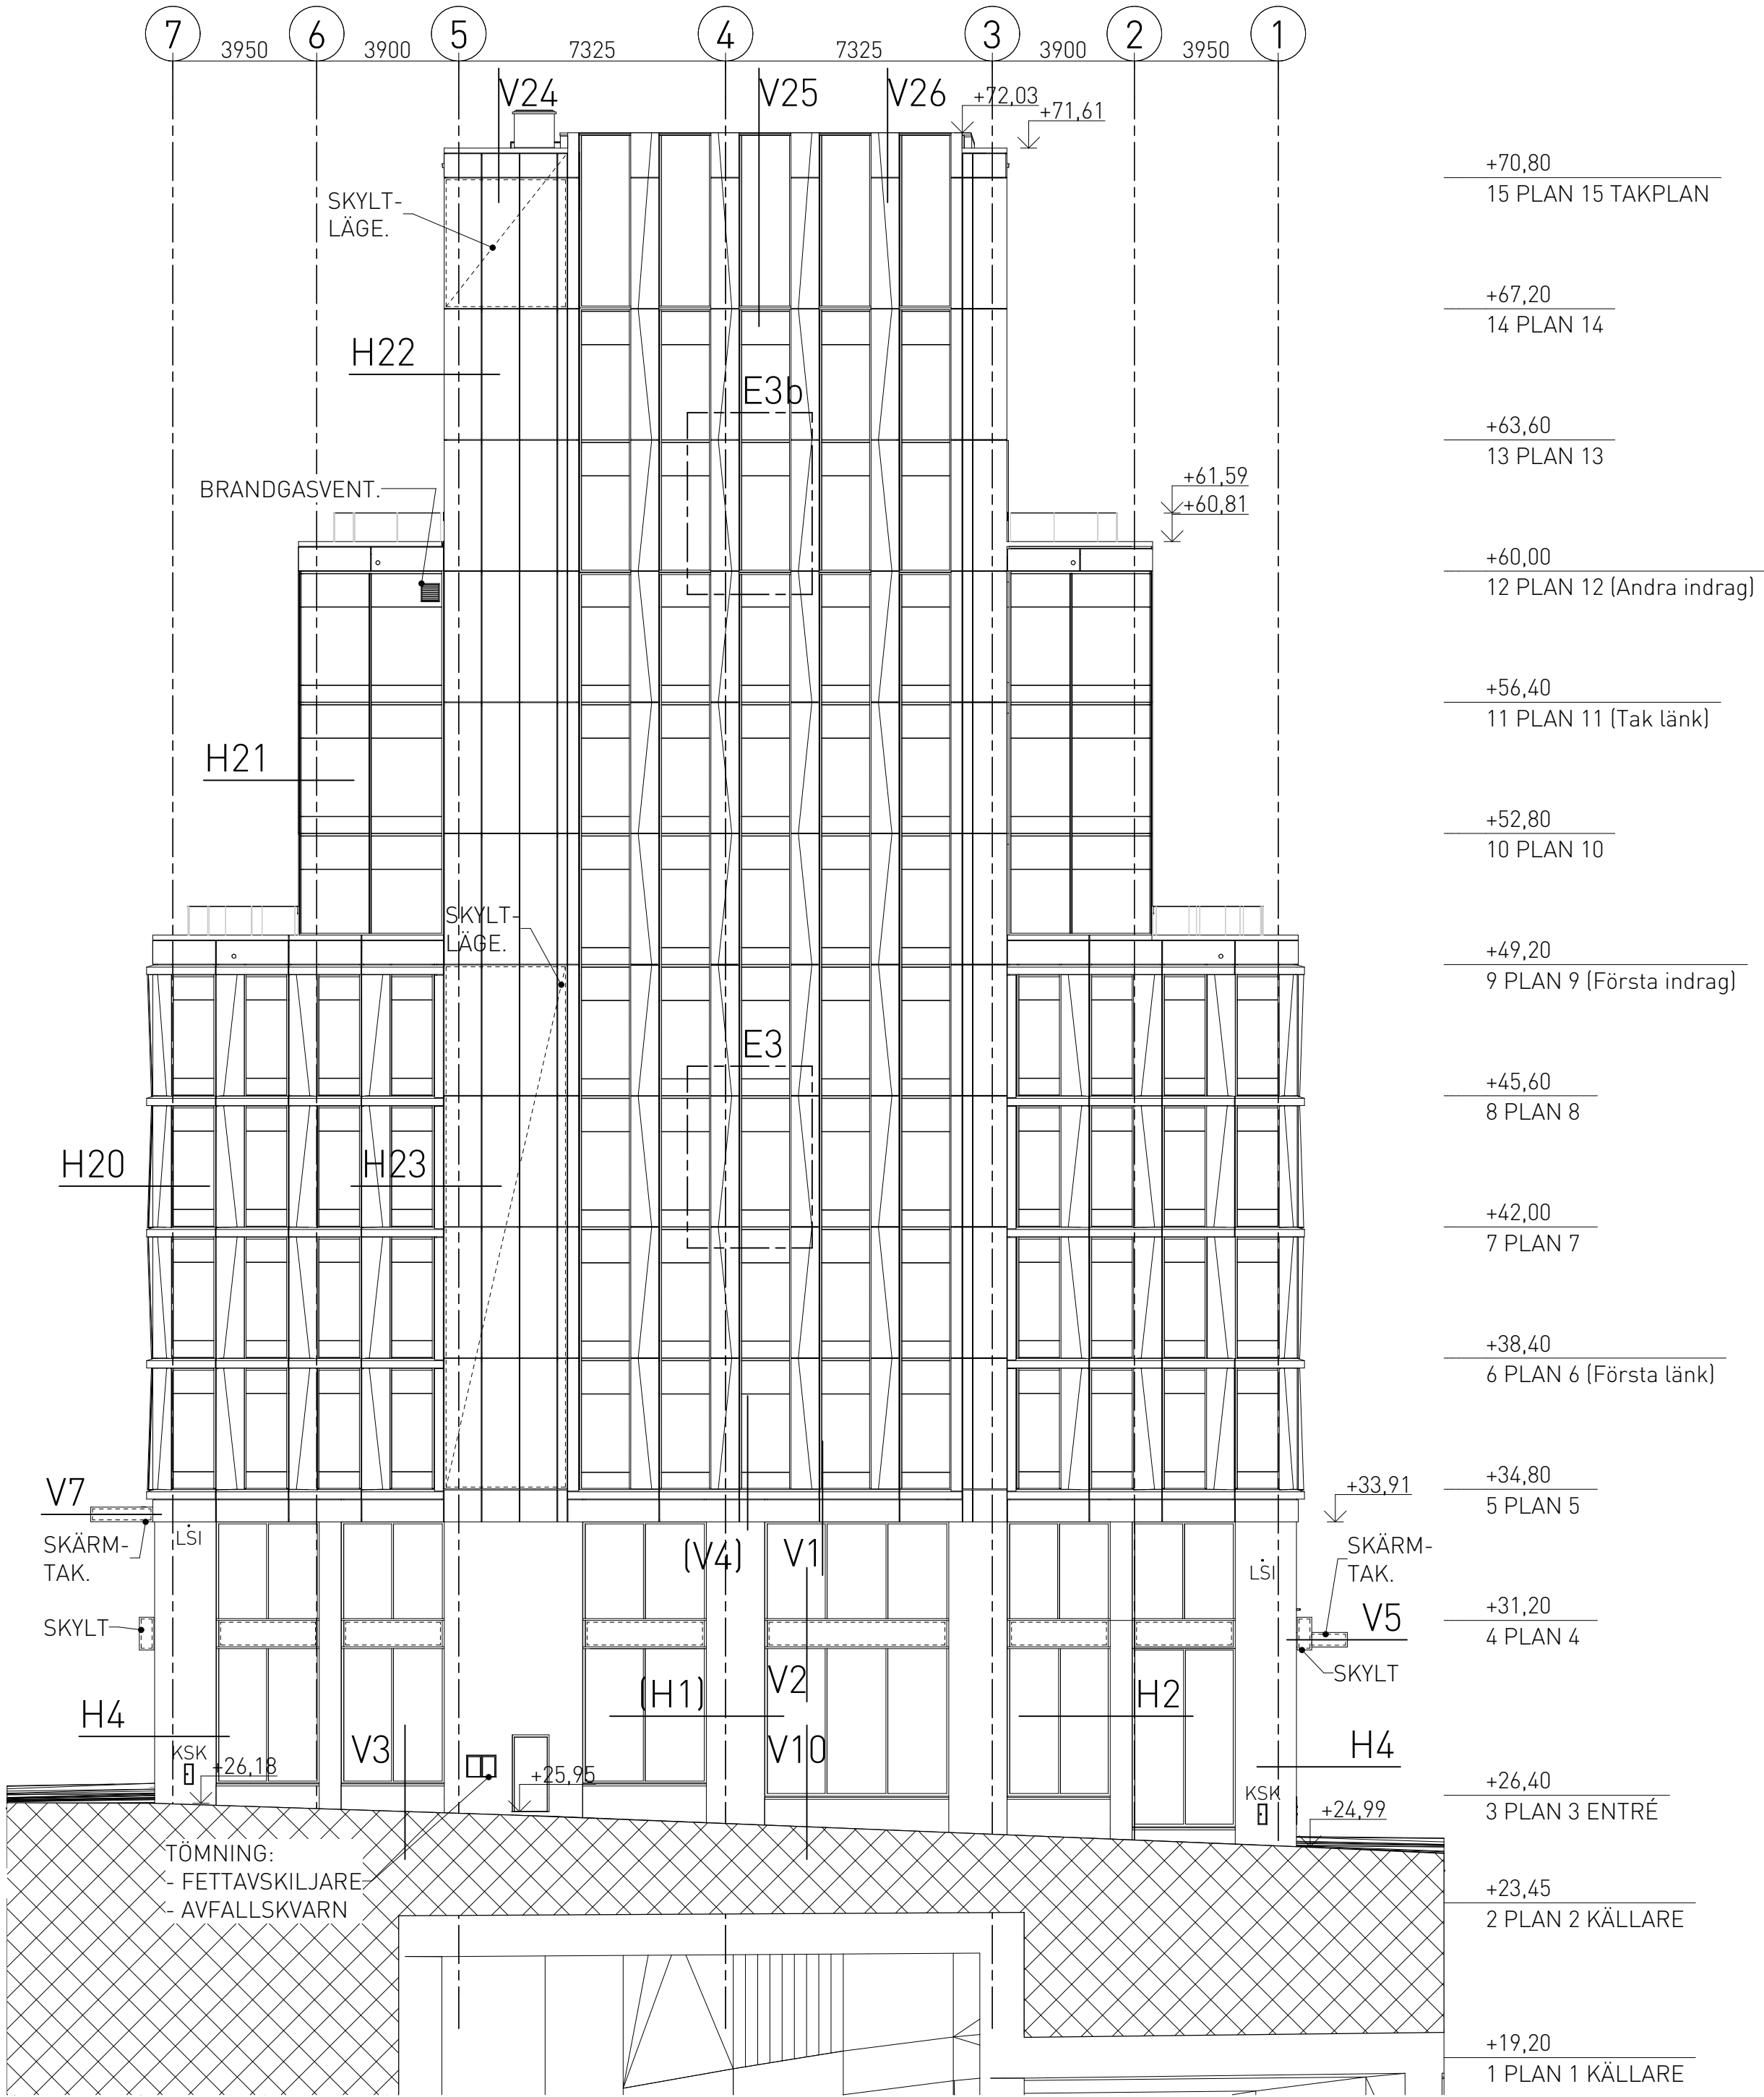 7 6 5 4 3 2 1
3950 3900 7325 7325 3900 3950
V24 V25 V26
+72,03
+71,61
+70,80
15 PLAN 15 TAKPLAN
SKYLT-
LÄGE.
+67,20
14 PLAN 14
H22
E3b
+63,60
13 PLAN 13
BRANDGASVENT.
+61,59
+60,81
+60,00
12 PLAN 12 (Andra indrag)
+56,40
11 PLAN 11 (Tak länk)
H21
+52,80
10 PLAN 10
SKYLT-
LÄGE.
+49,20
9 PLAN 9 (Första indrag)
E3
+45,60
8 PLAN 8
H20 H23
+42,00
7 PLAN 7
+38,40
6 PLAN 6 (Första länk)
+34,80
5 PLAN 5
V7
+33,91
SKÄRM-
TAK.
LSI
(V4) V1
LSI
SKÄRM-
TAK.
+31,20
4 PLAN 4
SKYLT
V5
SKYLT
V2
(H1) H2
H4
V3 V10
H4
KSK
+26,18
+25,95
KSK
+26,40
3 PLAN 3 ENTRÉ
+24,99
TÖMNING:
- FETTAVSKILJARE
- AVFALLSKVARN
+23,45
2 PLAN 2 KÄLLARE
+19,20
1 PLAN 1 KÄLLARE